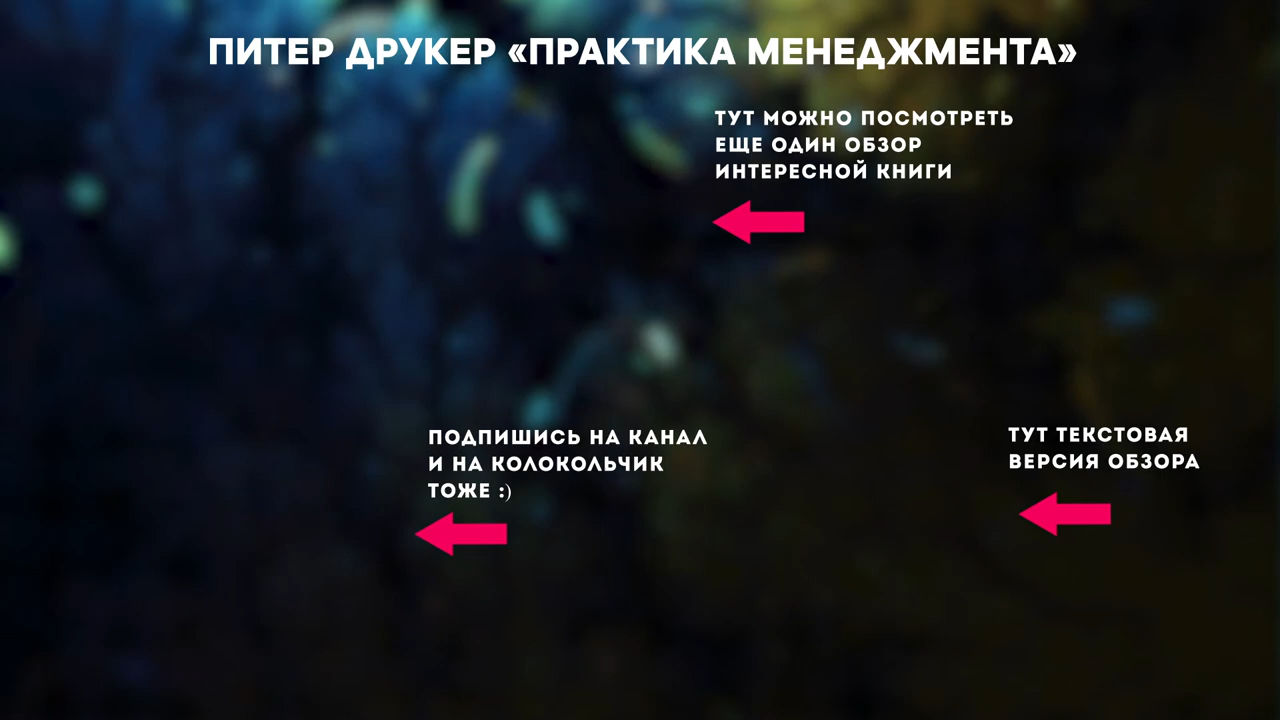 ПИТЕР ДРУКЕР «ПРАКТИКА МЕНЕДЖМЕНТА»
ТУТ МОЖНО ПОСМОТРЕТЬ
ЕЩЕ ОДИН ОБЗОР
ИНТЕРЕСНОЙ КНИГИ
ПОДПИШИСЬ НА КАНАЛ
И НА КОЛОКОЛЬЧИК
ТОЖЕ :)
ТУТ ТЕКСТОВАЯ
ВЕРСИЯ ОБЗОРА